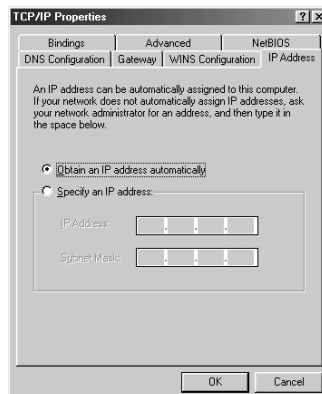 TCP/IP Properties
Bindings Advanced NetBIOS
DNS Configuration Gateway WINS Configuration IP Address
An IP address can be automatically assigned to this computer.
If your network does not automatically assign IP addresses, ask
your network administrator for an address, and then type it in
the space below.
Obtain an IP address automatically
Specify an IP address:
IP Address:
Subnet Mask:
OK Cancel